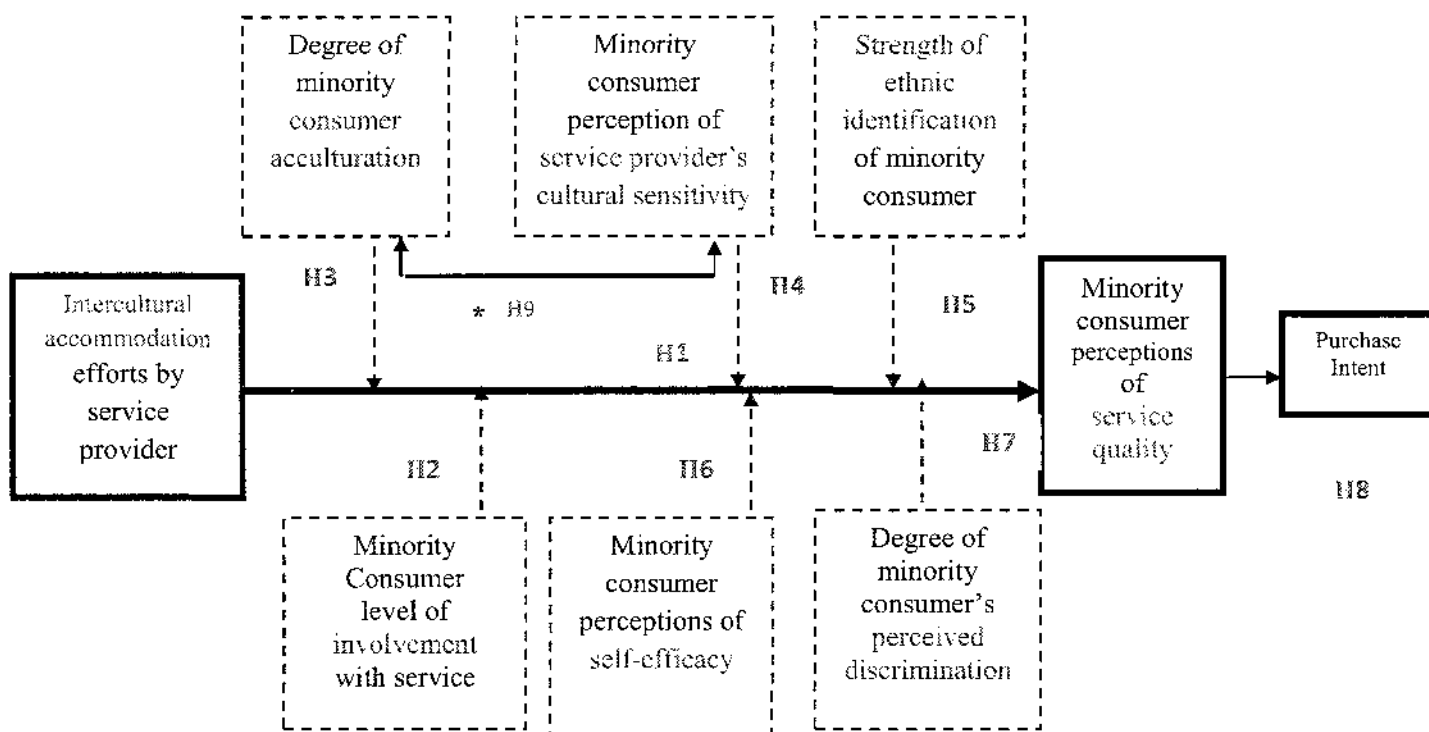 Degree of
minority
consumer
acculturation
Minority
consumer
perception of
service provider's
cultural sensitivity
Strength of
ethnic
identification
of minority
consumer
H3
* H9
H4
H5
H1
Intercultural
accommodation
efforts by
service
provider
Minority
consumer
perceptions
of
service
quality
Purchase
Intent
H2
H6
H7
H8
Minority
Consumer
level of
involvement
with service
Minority
consumer
perceptions of
self-efficacy
Degree of
minority
consumer's
perceived
discrimination